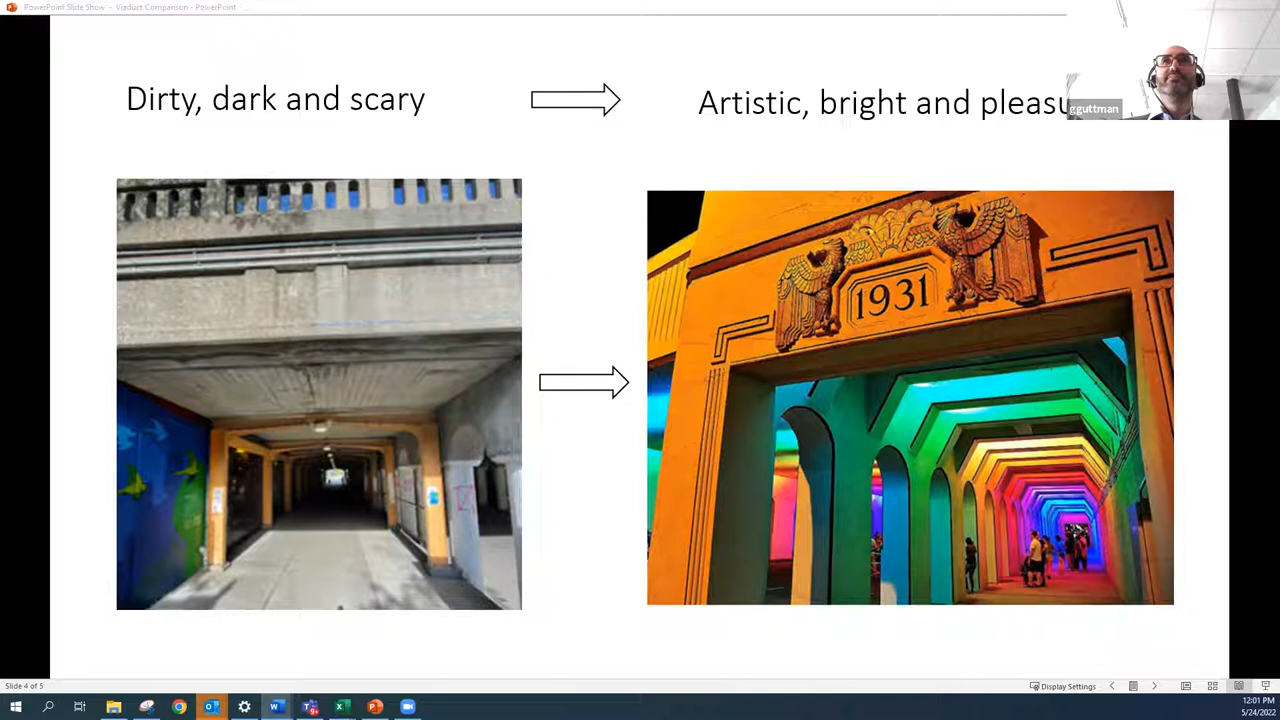 PowerPoint Slide Show - Viaduct Comparison - PowerPoint
Dirty, dark and scary
Artistic, bright and pleasu
gguttman
1931
Slide 4 of 5
Display Settings
12:01 PM
5/24/2022